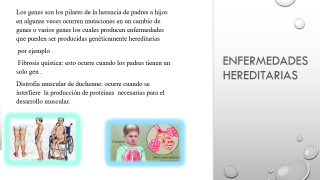 Los genes son los pilares de la herencia de padres a hijos
en algunas veces ocurren mutaciones en un cambio de
genes o varios genes los cuales producen enfermedades
que pueden ser producidas genéticamente hereditarias
por ejemplo
Fibrosis quística: esto ocurre cuando los padres tienen un
solo gen .
Distrofia muscular de duchenne: ocurre cuando se
interfiere la producción de proteínas necesarias para el
desarrollo muscular.
ENFERMEDADES
HEREDITARIAS